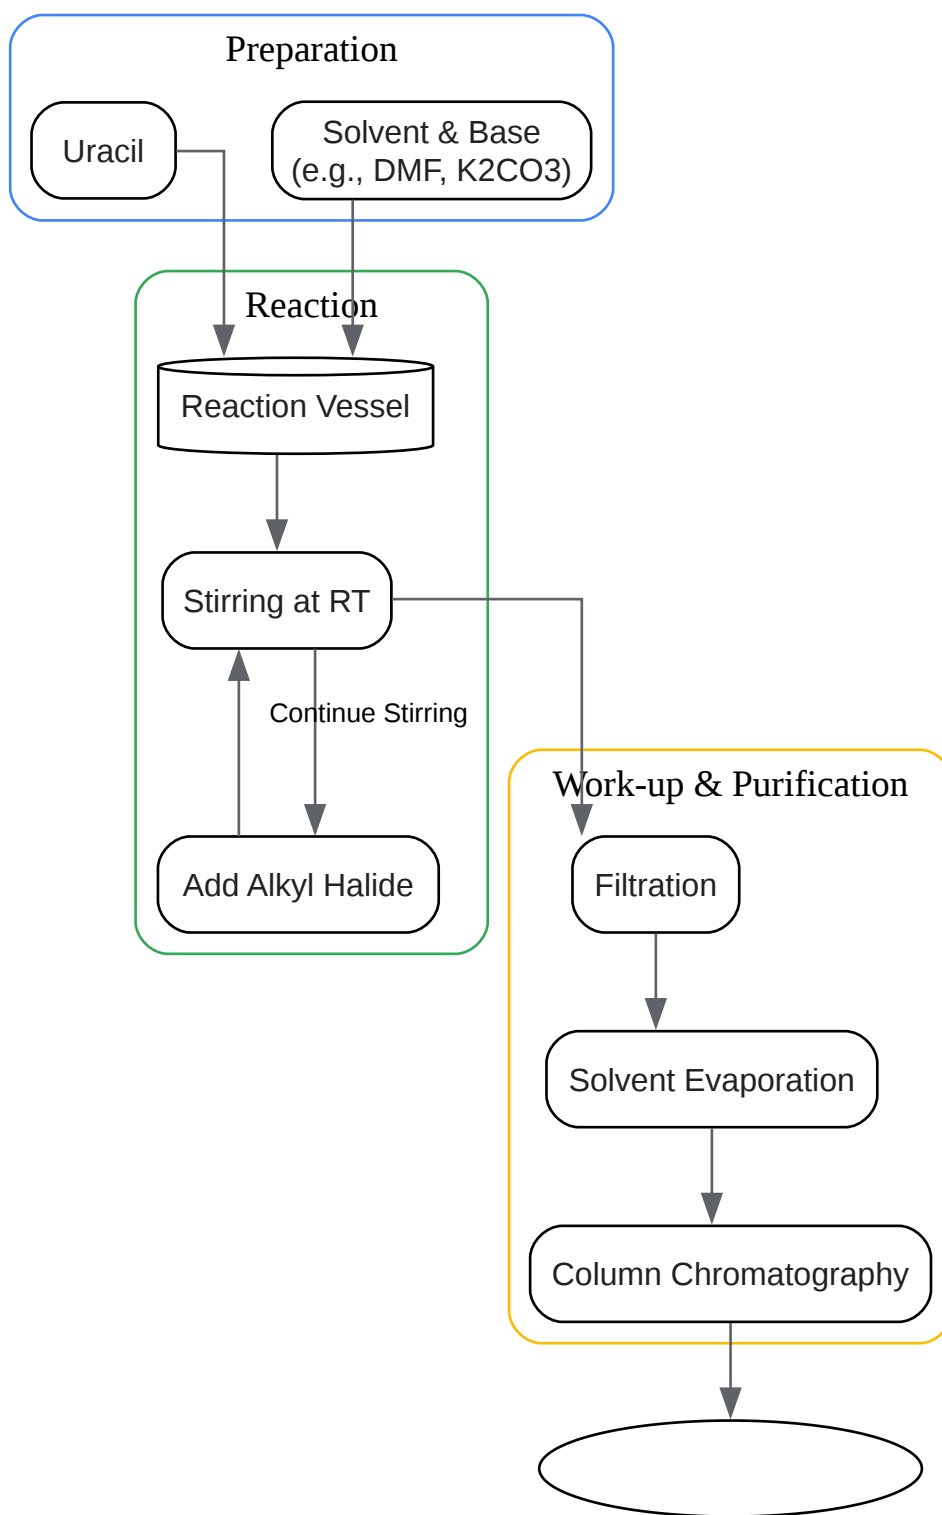 Preparation
Uracil
Solvent & Base
(e.g., DMF, K2CO3)
Reaction
Reaction Vessel
Stirring at RT
Continue Stirring
Add Alkyl Halide
Work-up & Purification
Filtration
Solvent Evaporation
Column Chromatography